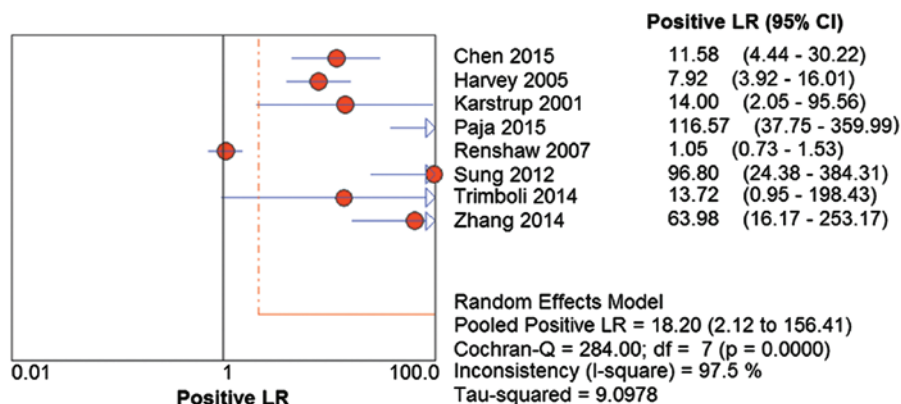 Positive LR (95% CI)
Chen 2015 11.58 (4.44 - 30.22)
Harvey 2005 7.92 (3.92 - 16.01)
Karstrup 2001 14.00 (2.05 - 95.56)
Paja 2015 116.57 (37.75 - 359.99)
Renshaw 2007 1.05 (0.73 - 1.53)
Sung 2012 96.80 (24.38 - 384.31)
Trimboli 2014 13.72 (0.95 - 198.43)
Zhang 2014 63.98 (16.17 - 253.17)
Random Effects Model
Pooled Positive LR = 18.20 (2.12 to 156.41)
Cochran-Q = 284.00; df = 7 (p = 0.0000)
Inconsistency (I-square) = 97.5 %
Tau-squared = 9.0978
0.01 1 100.0
Positive LR